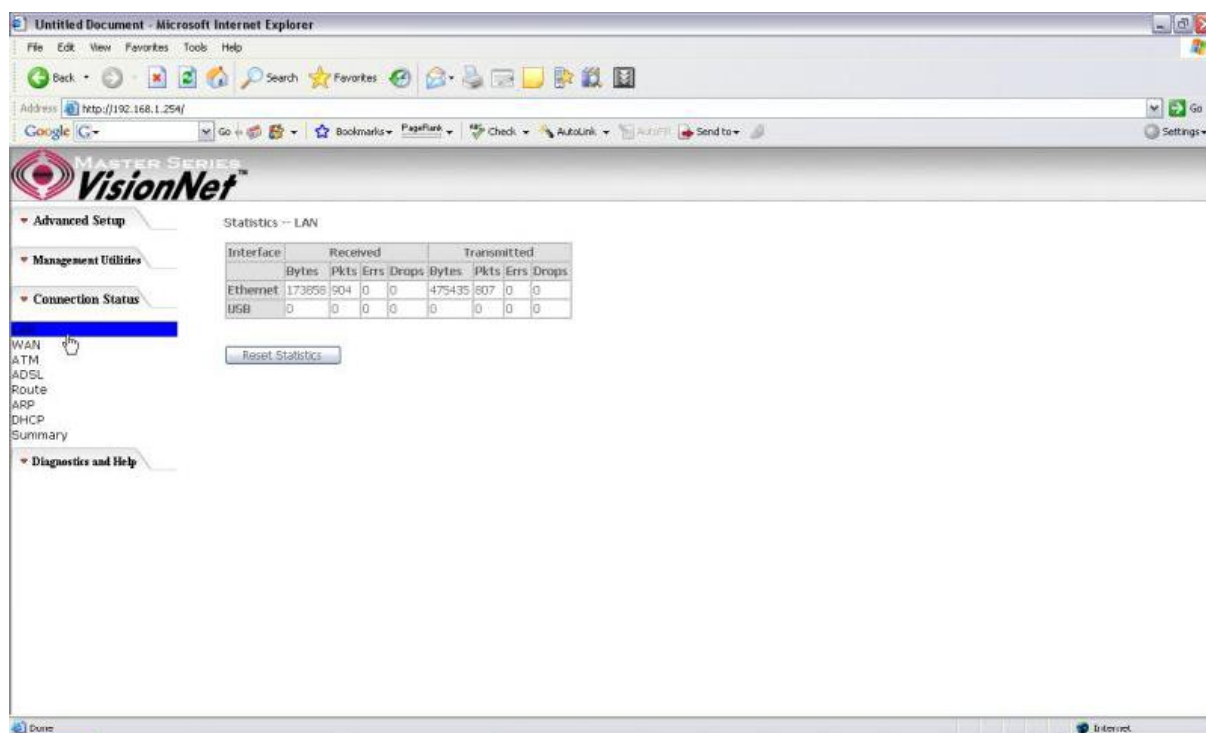 Untitled Document - Microsoft Internet Explorer
File Edit View Favorites Tools Help
Back Search Favorites
Address http://192.168.1.254/ Go
Google G Go Bookmarks PageRank Check AutoLink AutoFill Send to Settings
MASTER SERIES
VisionNet™
Advanced Setup
Management Utilities
Connection Status
LAN
WAN
ATM
ADSL
Route
ARP
DHCP
Summary
Diagnostics and Help
Statistics -- LAN
Interface Received Transmitted
Bytes Pkts Errs Drops Bytes Pkts Errs Drops
Ethernet 173858 904 0 0 475435 807 0 0
USB 0 0 0 0 0 0 0 0
Reset Statistics
Done Internet